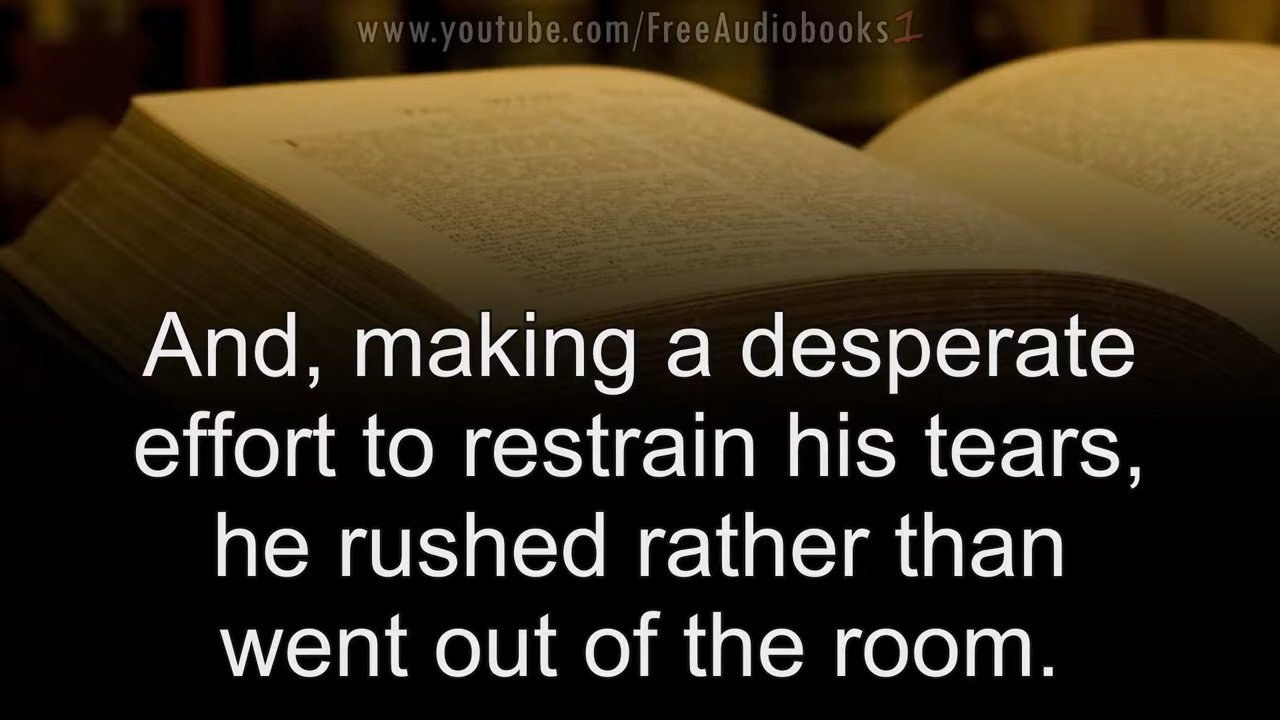 www.youtube.com/FreeAudiobooks1
And, making a desperate
effort to restrain his tears,
he rushed rather than
went out of the room.